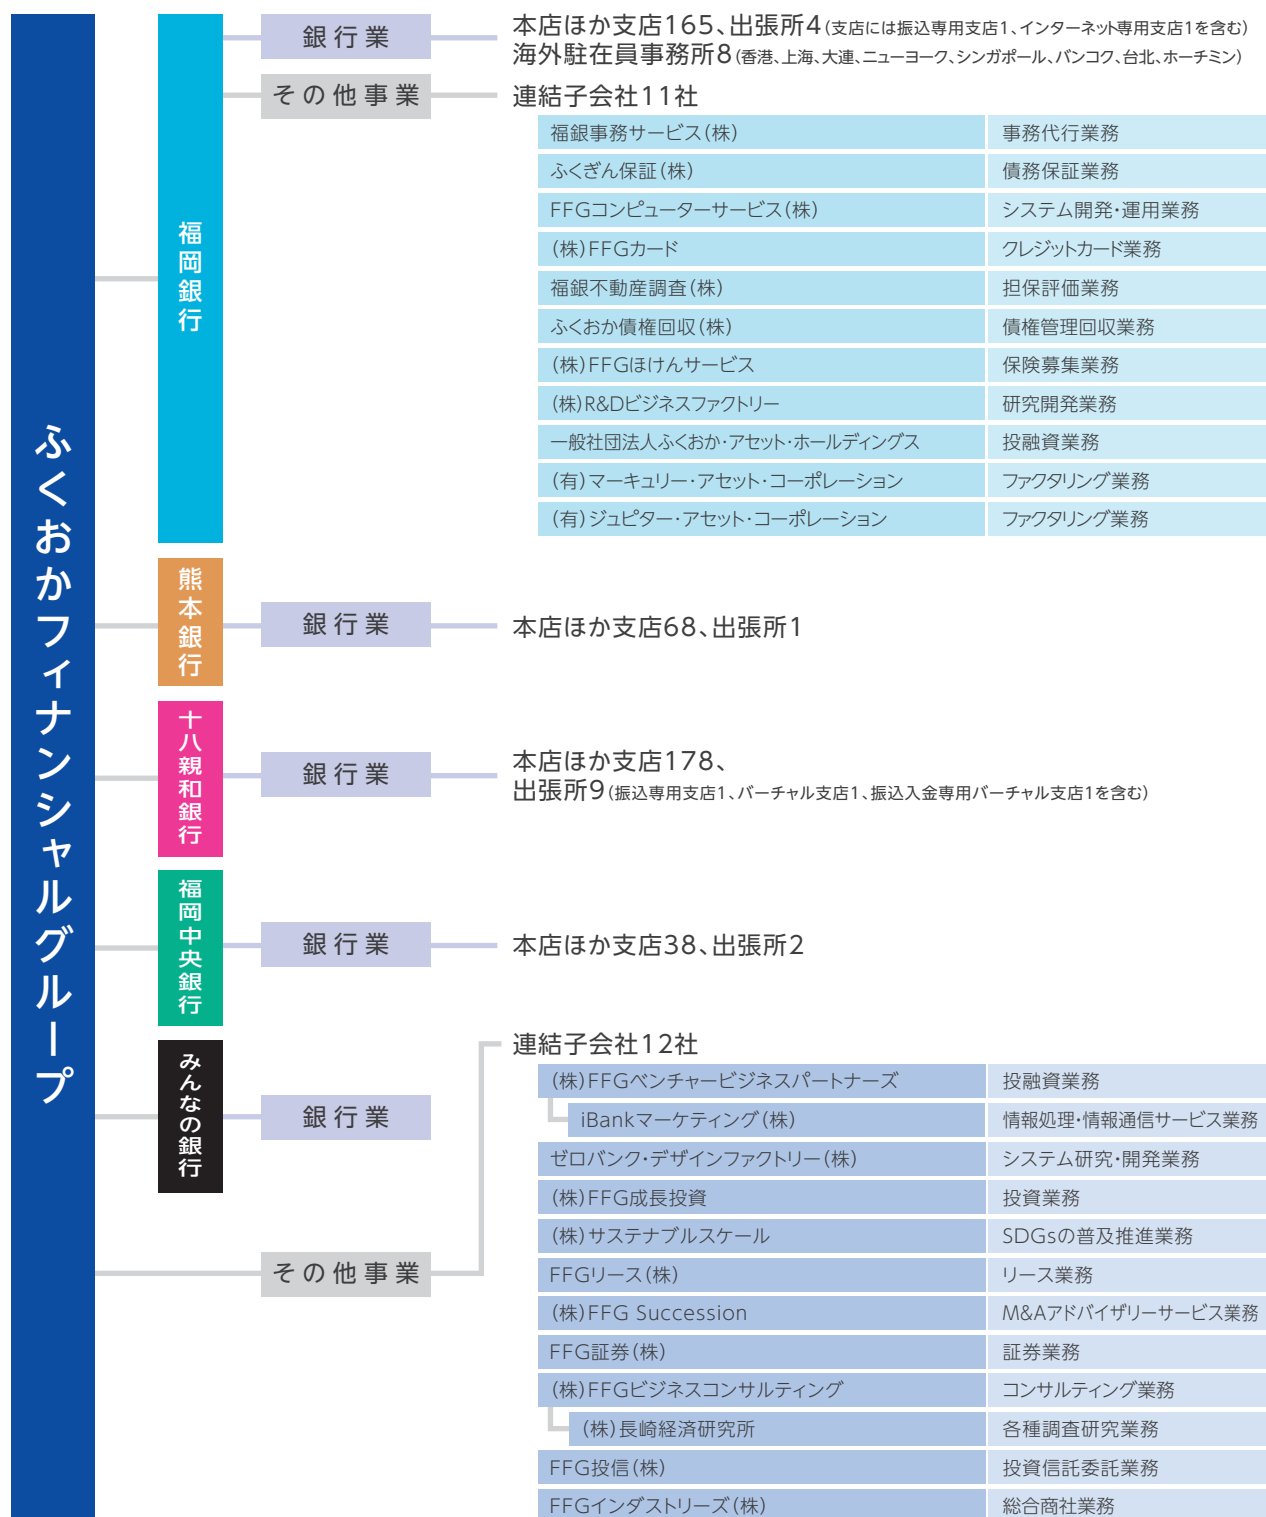 ふくおかフィナンシャルグループ
福岡銀行
銀行業
本店ほか支店165、出張所4(支店には振込専用支店1、インターネット専用支店1を含む)
海外駐在員事務所8(香港、上海、大連、ニューヨーク、シンガポール、バンコク、台北、ホーチミン)
その他事業
連結子会社11社
福銀事務サービス(株) 事務代行業務
ふくぎん保証(株) 債務保証業務
FFGコンピューターサービス(株) システム開発・運用業務
(株)FFGカード クレジットカード業務
福銀不動産調査(株) 担保評価業務
ふくおか債権回収(株) 債権管理回収業務
(株)FFGほけんサービス 保険募集業務
(株)R&Dビジネスファクトリー 研究開発業務
一般社団法人ふくおか・アセット・ホールディングス 投融資業務
(有)マーキュリー・アセット・コーポレーション ファクタリング業務
(有)ジュピター・アセット・コーポレーション ファクタリング業務
熊本銀行
銀行業
本店ほか支店68、出張所1
十八親和銀行
銀行業
本店ほか支店178、
出張所9(振込専用支店1、バーチャル支店1、振込入金専用バーチャル支店1を含む)
福岡中央銀行
銀行業
本店ほか支店38、出張所2
みんなの銀行
銀行業
その他事業
連結子会社12社
(株)FFGベンチャービジネスパートナーズ 投融資業務
iBankマーケティング(株) 情報処理・情報通信サービス業務
ゼロバンク・デザインファクトリー(株) システム研究・開発業務
(株)FFG成長投資 投資業務
(株)サステナブルスケール SDGsの普及推進業務
FFGリース(株) リース業務
(株)FFG Succession M&Aアドバイザリーサービス業務
FFG証券(株) 証券業務
(株)FFGビジネスコンサルティング コンサルティング業務
(株)長崎経済研究所 各種調査研究業務
FFG投信(株) 投資信託委託業務
FFGインダストリーズ(株) 総合商社業務